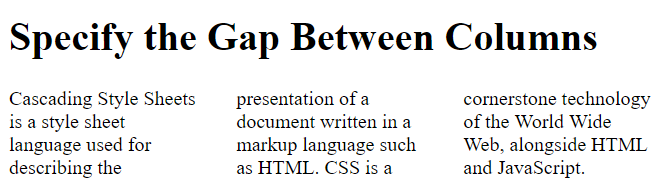 Specify the Gap Between Columns
Cascading Style Sheets
is a style sheet
language used for
describing the
presentation of a
document written in a
markup language such
as HTML. CSS is a
cornerstone technology
of the World Wide
Web, alongside HTML
and JavaScript.